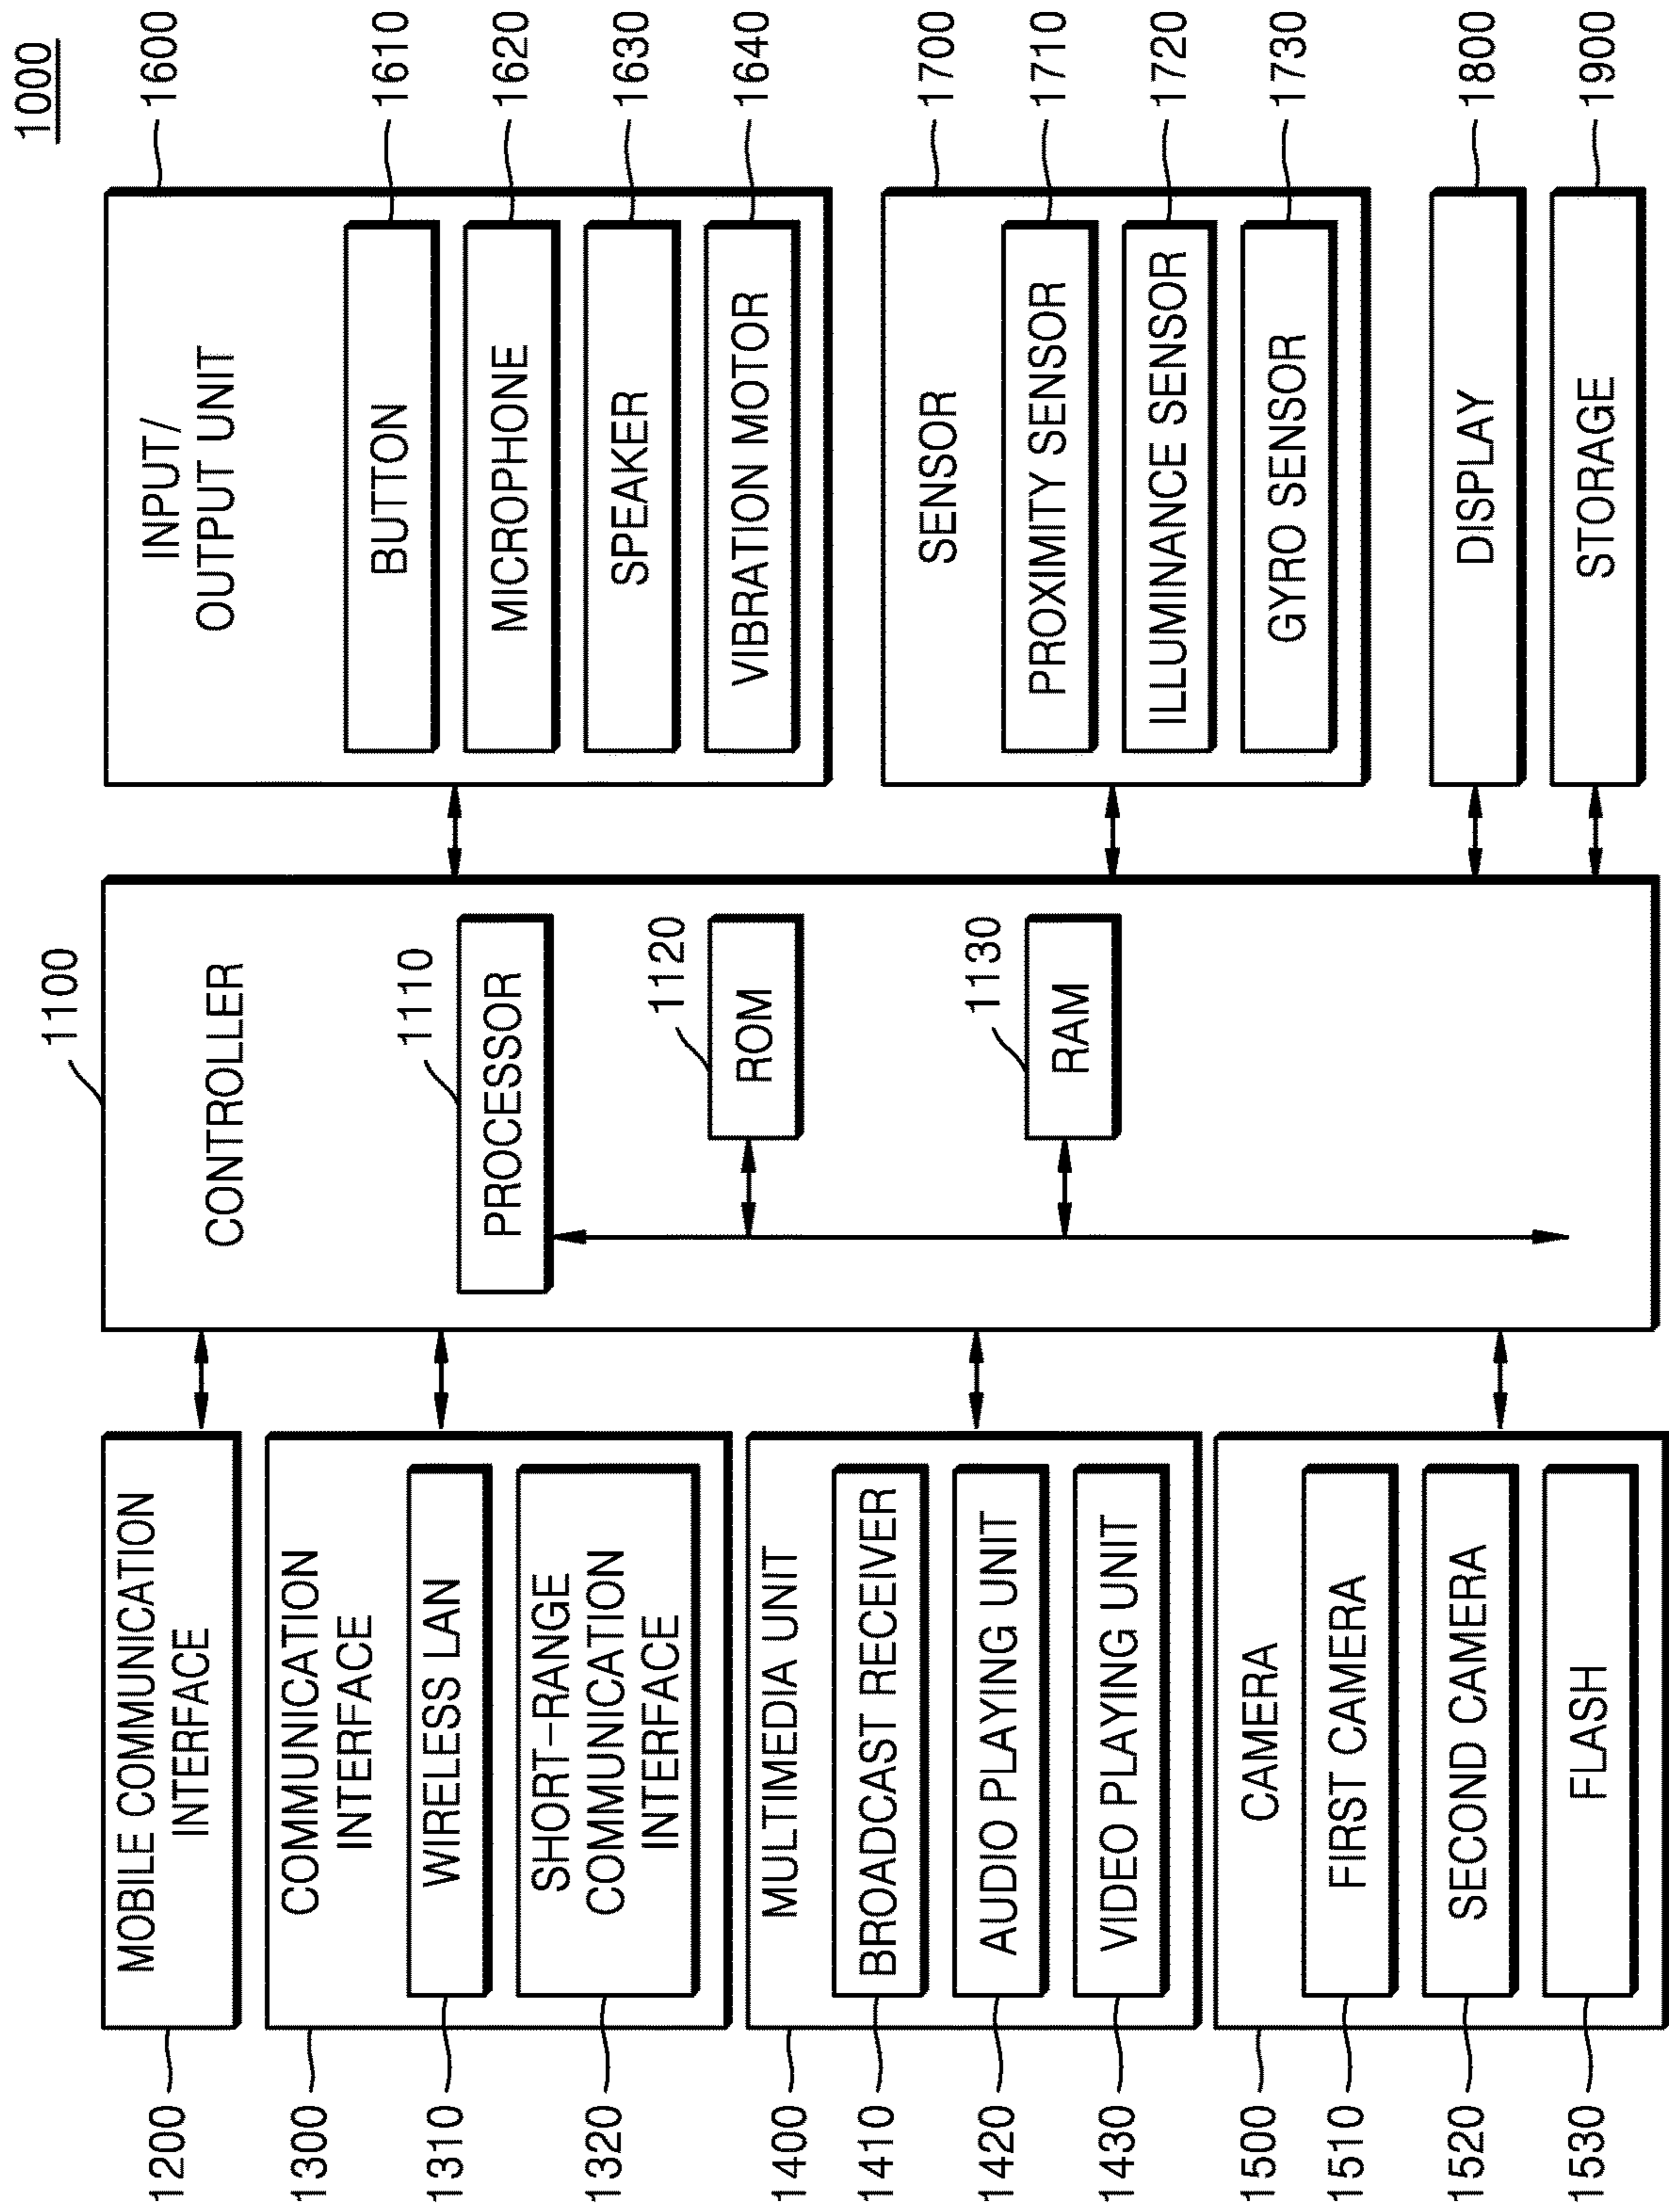 1000
1200
MOBILE COMMUNICATION
INTERFACE
1300
COMMUNICATION
INTERFACE
1310
WIRELESS LAN
1320
SHORT-RANGE
COMMUNICATION
INTERFACE
1400
MULTIMEDIA UNIT
1410
BROADCAST RECEIVER
1420
AUDIO PLAYING UNIT
1430
VIDEO PLAYING UNIT
1500
CAMERA
1510
FIRST CAMERA
1520
SECOND CAMERA
1530
FLASH
1100
CONTROLLER
1110
PROCESSOR
1120
ROM
1130
RAM
INPUT/
OUTPUT UNIT
1600
BUTTON
1610
MICROPHONE
1620
SPEAKER
1630
VIBRATION MOTOR
1640
SENSOR
1700
PROXIMITY SENSOR
1710
ILLUMINANCE SENSOR
1720
GYRO SENSOR
1730
DISPLAY
1800
STORAGE
1900